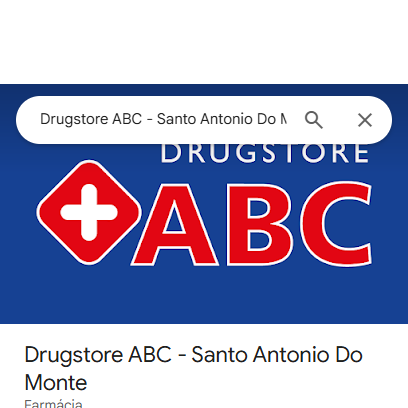 Drugstore ABC - Santo Antonio Do
DRUGSTORE
ABC
Drugstore ABC - Santo Antonio Do
Monte
Farmácia